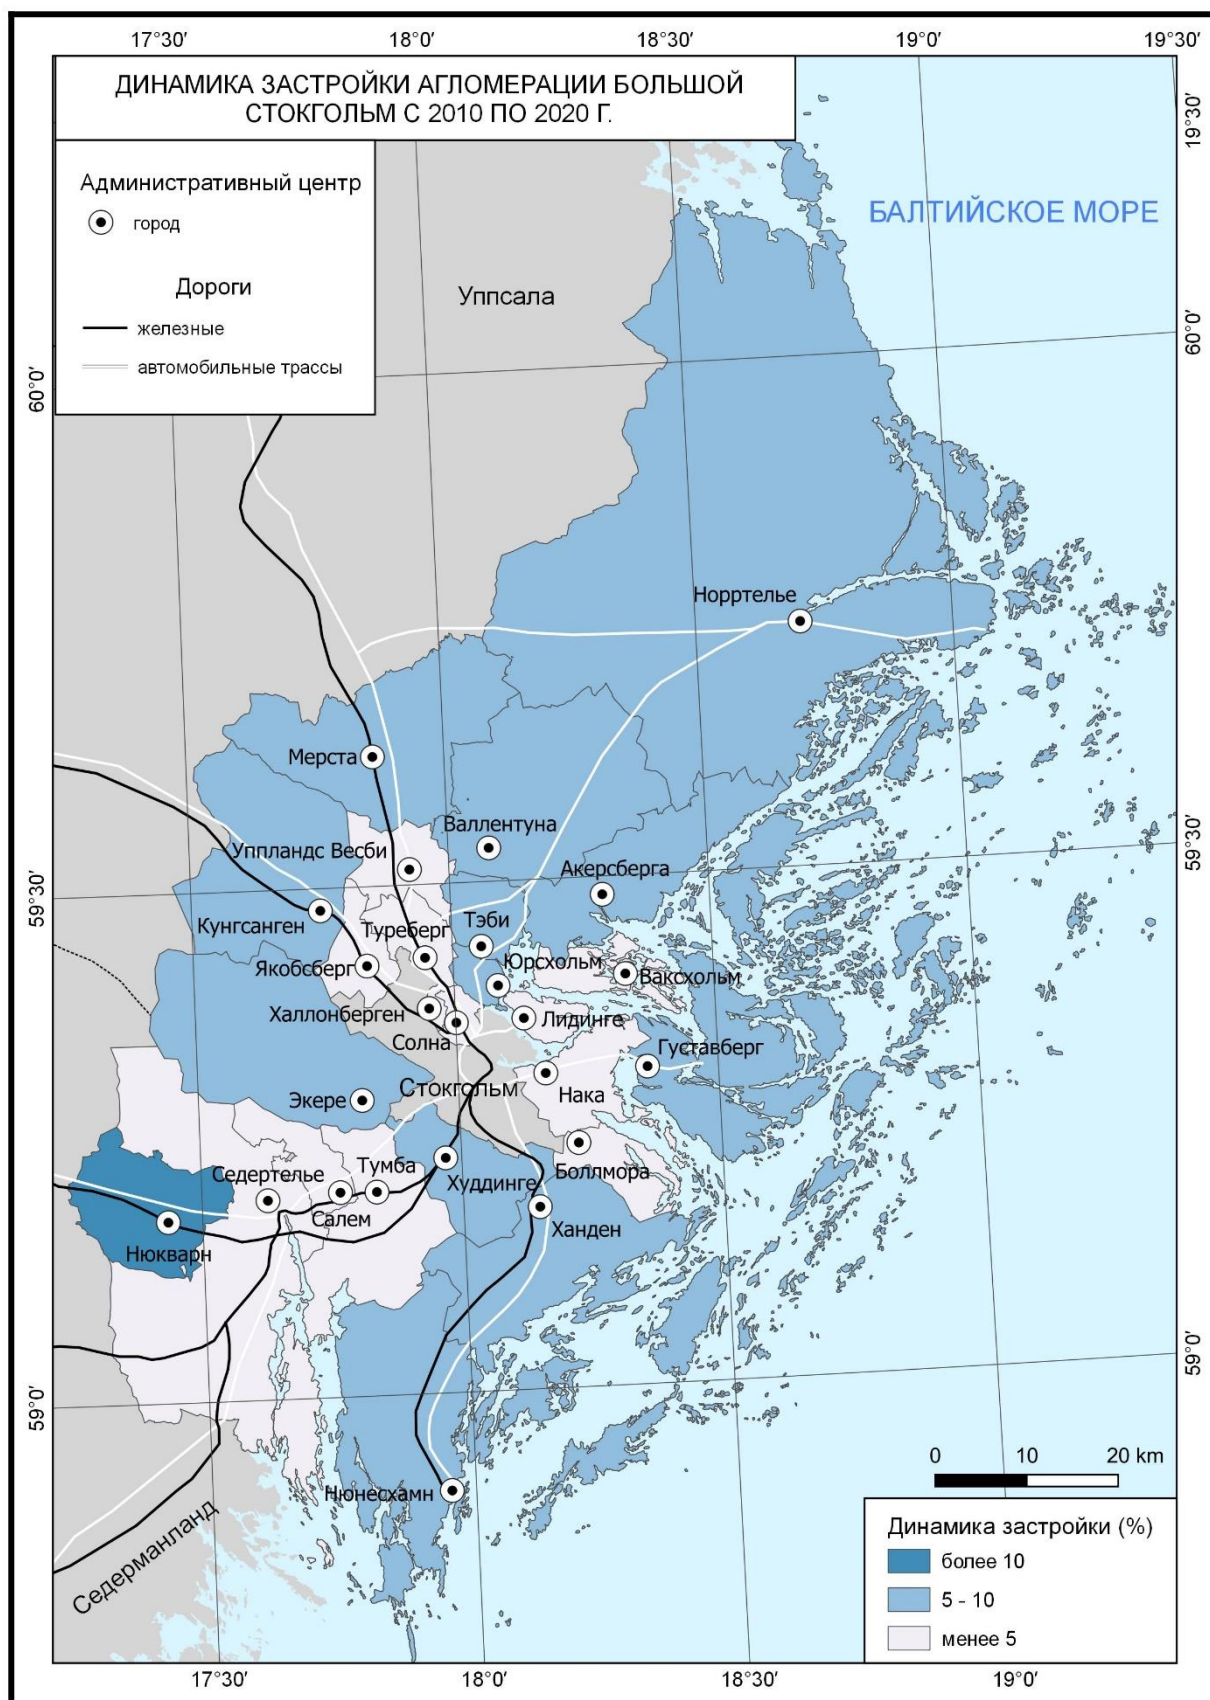 17°30′ 18°0′ 18°30′ 19°0′ 19°30′
ДИНАМИКА ЗАСТРОЙКИ АГЛОМЕРАЦИИ БОЛЬШОЙ
СТОКГОЛЬМ С 2010 ПО 2020 Г.
19°30′
Административный центр
город
Дороги
железные
автомобильные трассы
БАЛТИЙСКОЕ МОРЕ
Уппсала
60°0′
60°0′
Норртелье
Мерста
Валлентуна
Уппландс Весби
Акерсберга
59°30′
59°30′
Кунгсанген
Туреберг
Тэби
Якобсберг
Юрсхольм
Ваксхольм
Халлонберген
Лидинге
Солна
Густавберг
Стокгольм
Экере
Нака
Седертелье
Тумба
Боллмора
Худдинге
Салем
Ханден
Нюкварн
59°0′
59°0′
Нюнесхамн
Седерманланд
0 10 20 km
Динамика застройки (%)
более 10
5 - 10
менее 5
17°30′ 18°0′ 18°30′ 19°0′